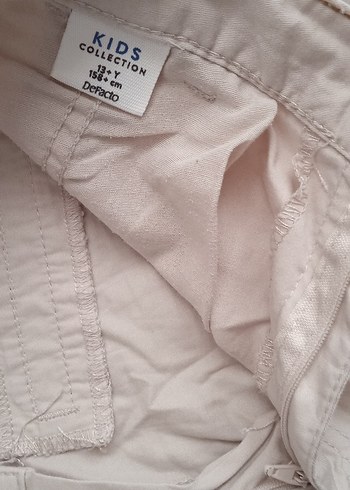 KIDS
COLLECTION
13+ Y
158+ cm
DeFacto